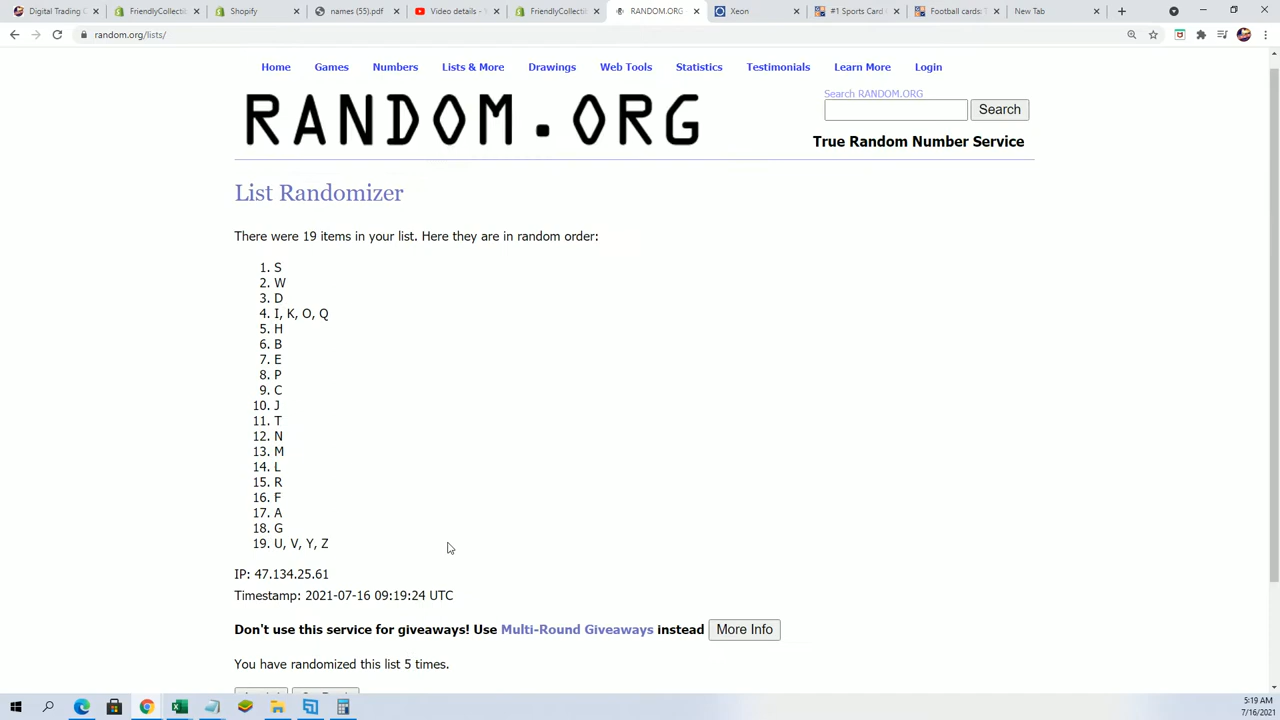 Digital Trading C
FriendlyCollectib
Shopify
names (55).pdf
Video details - Y
FriendlyCollectib
RANDOM.ORG
Xeon
#1 Sports Card
Football cards: T
New Tab
random.org/lists/
Home Games Numbers Lists & More Drawings Web Tools Statistics Testimonials Learn More Login
RANDOM.ORG
Search RANDOM.ORG
Search
True Random Number Service
List Randomizer
There were 19 items in your list. Here they are in random order:
1. S
2. W
3. D
4. I, K, O, Q
5. H
6. B
7. E
8. P
9. C
10. J
11. T
12. N
13. M
14. L
15. R
16. F
17. A
18. G
19. U, V, Y, Z
IP: 47.134.25.61
Timestamp: 2021-07-16 09:19:24 UTC
Don't use this service for giveaways! Use Multi-Round Giveaways instead More Info
You have randomized this list 5 times.
5:19 AM
7/16/2021